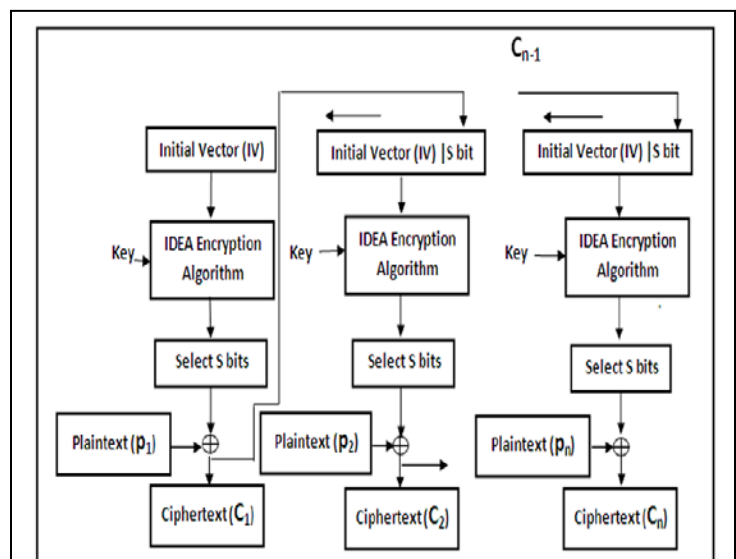 Cn-1
Initial Vector (IV)
Initial Vector (IV) |S bit
Initial Vector (IV) |S bit
Key
IDEA Encryption
Algorithm
Key
IDEA Encryption
Algorithm
Key
IDEA Encryption
Algorithm
Select S bits
Select S bits
Select S bits
Plaintext (p1)
Plaintext (p2)
Plaintext (pn)
Ciphertext (C1)
Ciphertext (C2)
Ciphertext (Cn)